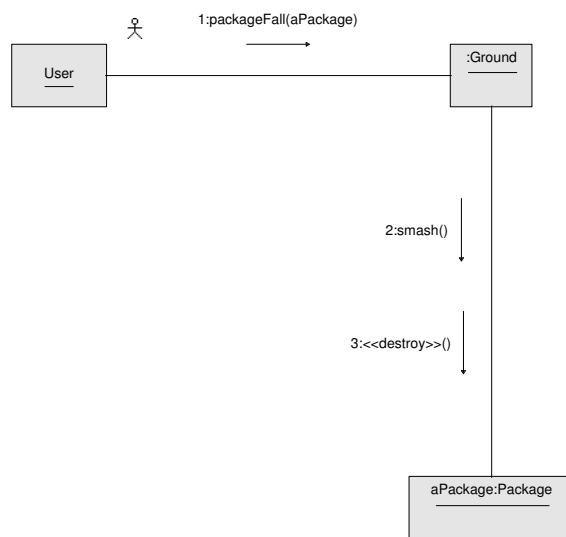 1:packageFall(aPackage)
User
:Ground
2:smash()
3:<<destroy>>()
aPackage:Package